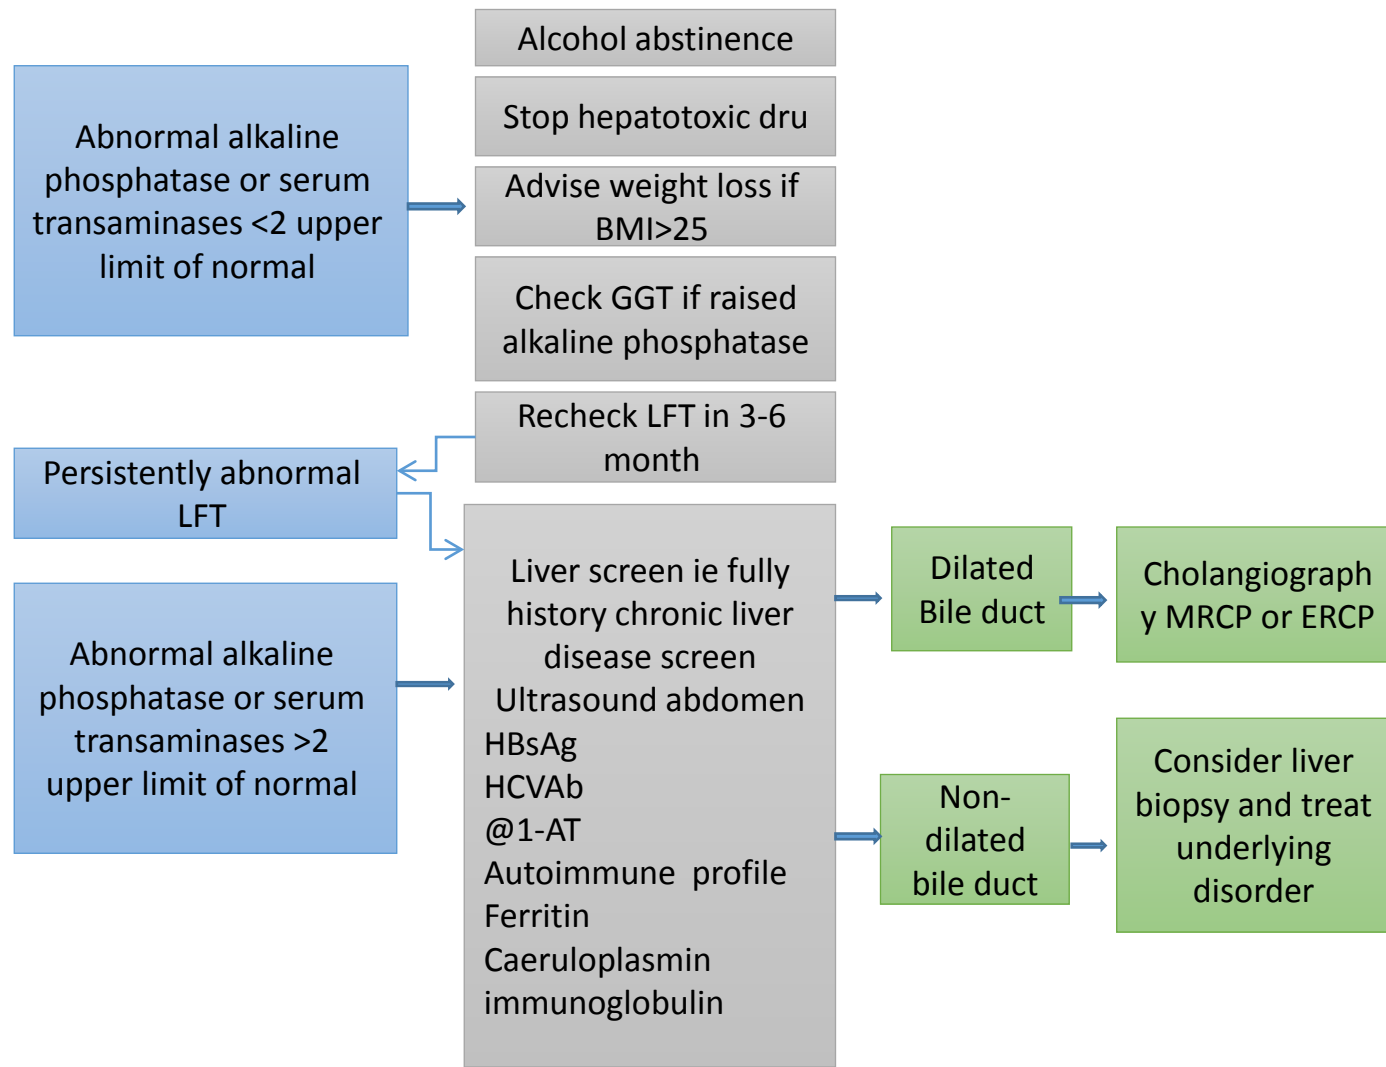 Alcohol abstinence
Abnormal alkaline
phosphatase or serum
transaminases <2 upper
limit of normal
Stop hepatotoxic dru
Advise weight loss if
BMI>25
Check GGT if raised
alkaline phosphatase
Recheck LFT in 3-6
month
Persistently abnormal
LFT
Abnormal alkaline
phosphatase or serum
transaminases >2
upper limit of normal
Liver screen ie fully
history chronic liver
disease screen
Ultrasound abdomen
HBsAg
HCVAb
@1-AT
Autoimmune  profile
Ferritin
Caeruloplasmin
immunoglobulin
Dilated
Bile duct
Cholangiograph
y MRCP or ERCP
Non-
dilated
bile duct
Consider liver
biopsy and treat
underlying
disorder